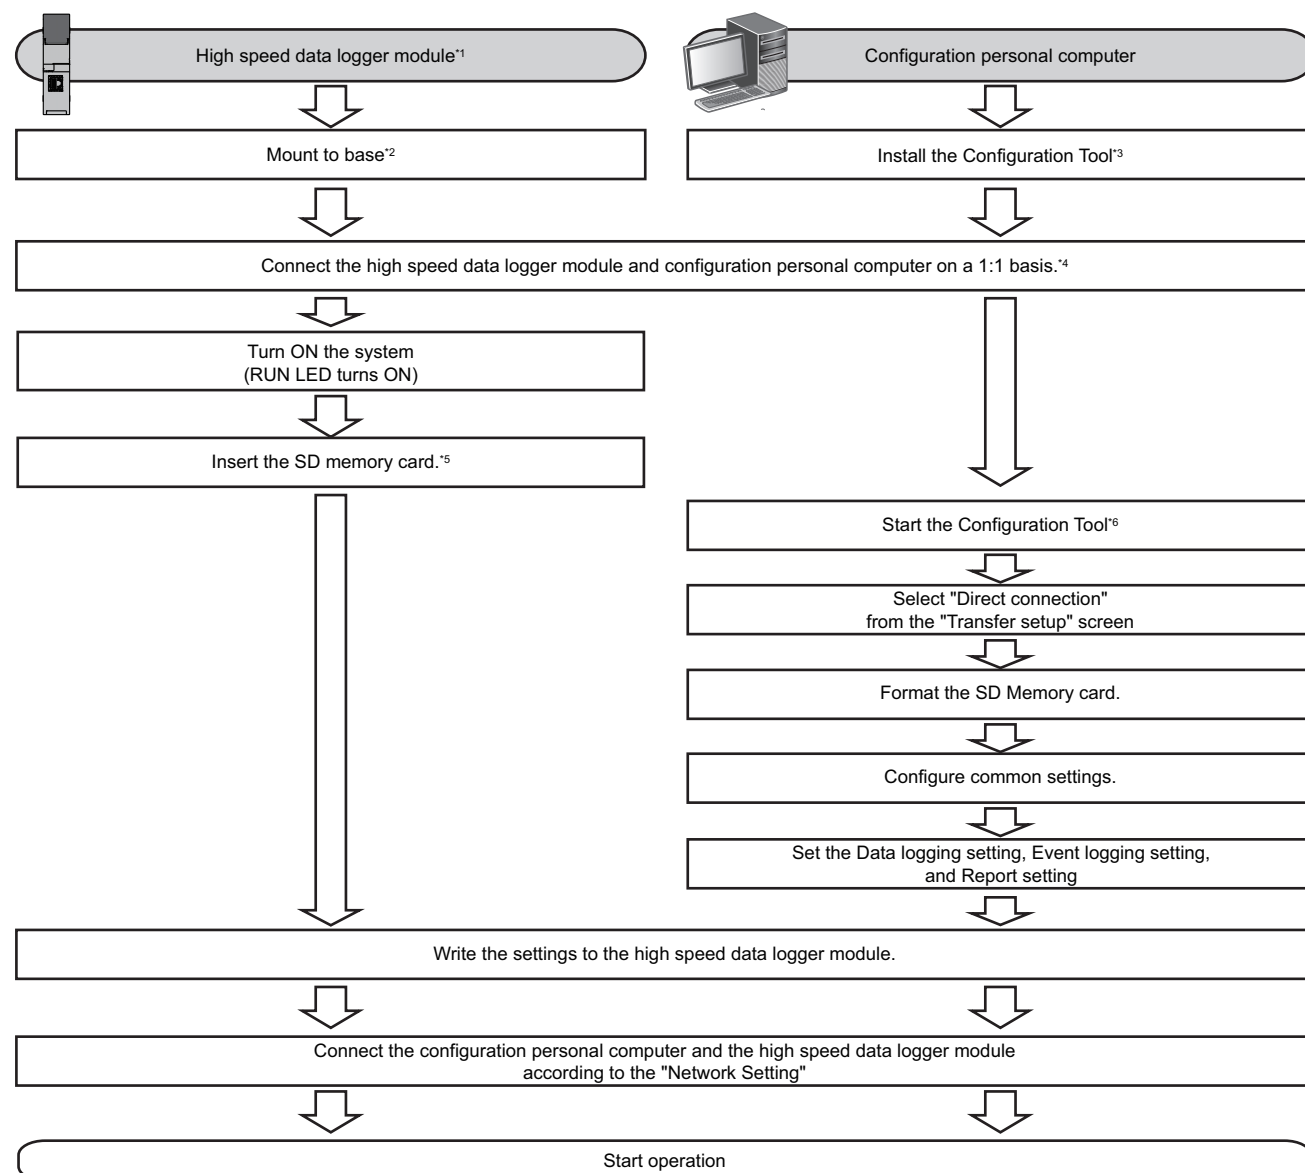 High speed data logger module*1
Configuration personal computer
Mount to base*2
Install the Configuration Tool*3
Connect the high speed data logger module and configuration personal computer on a 1:1 basis.*4
Turn ON the system
(RUN LED turns ON)
Insert the SD memory card.*5
Start the Configuration Tool*6
Select "Direct connection"
from the "Transfer setup" screen
Format the SD Memory card.
Configure common settings.
Set the Data logging setting, Event logging setting,
and Report setting
Write the settings to the high speed data logger module.
Connect the configuration personal computer and the high speed data logger module
according to the "Network Setting"
Start operation